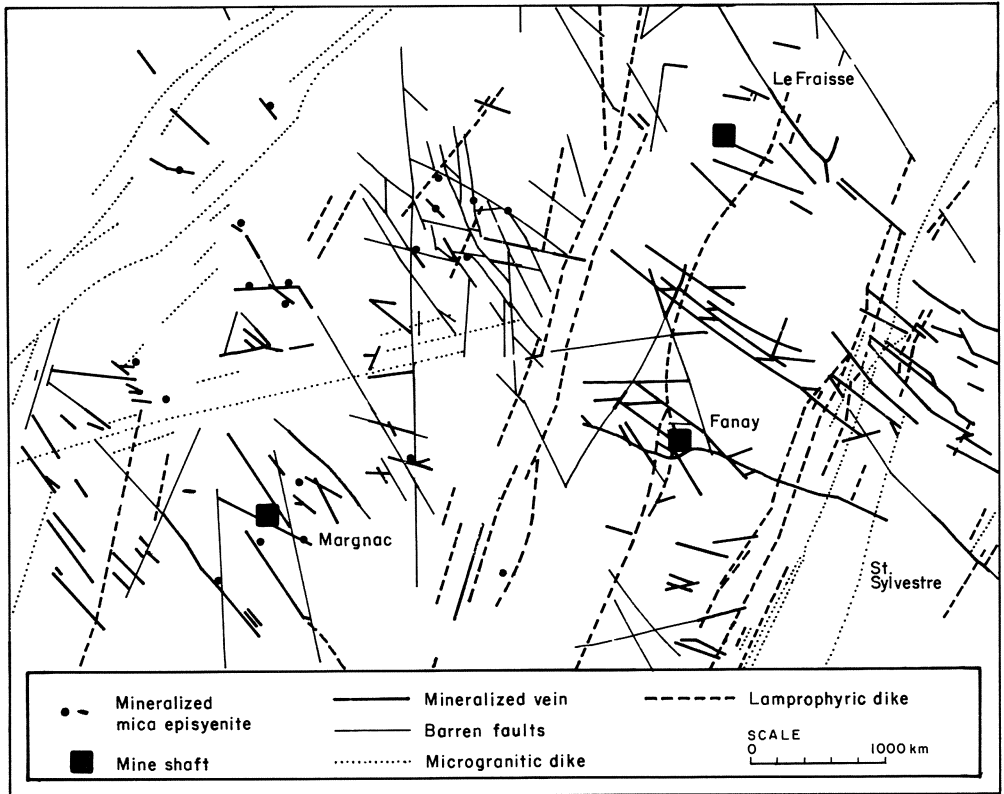 Le Fraisse
Fanay
Margnac
St.
Sylvestre
Mineralized
mica episyenite
Mine shaft
Mineralized vein
Barren faults
Microgranitic dike
Lamprophyric dike
SCALE
0 1000 km